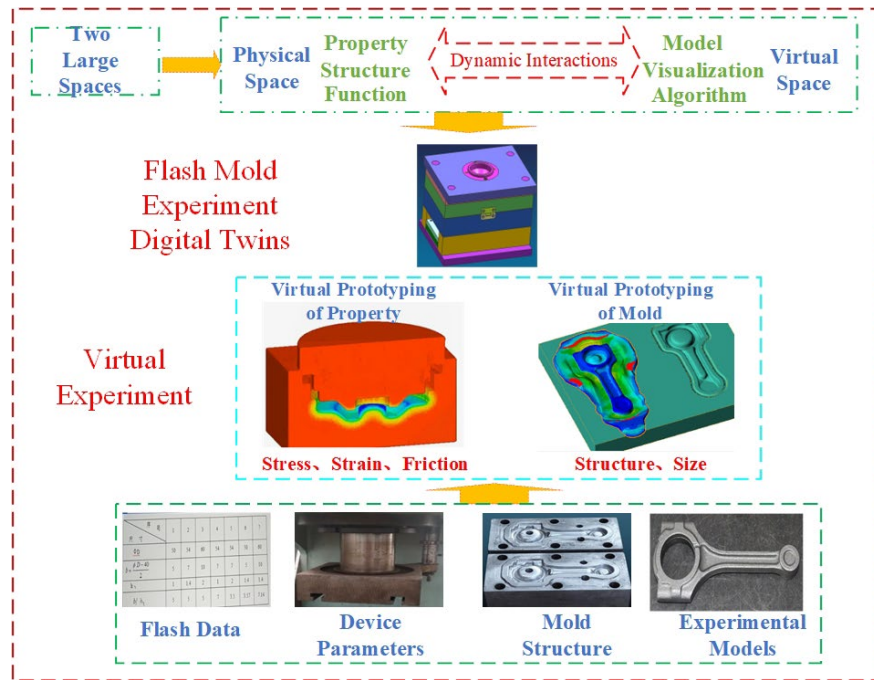 Two
Large
Spaces
Physical
Space
Property
Structure
Function
Dynamic Interactions
Model
Visualization
Algorithm
Virtual
Space
Flash Mold
Experiment
Digital Twins
Virtual Prototyping
of Property
Virtual Prototyping
of Mold
Virtual
Experiment
Stress、Strain、Friction
Structure、Size
Flash Data
Device
Parameters
Mold
Structure
Experimental
Models